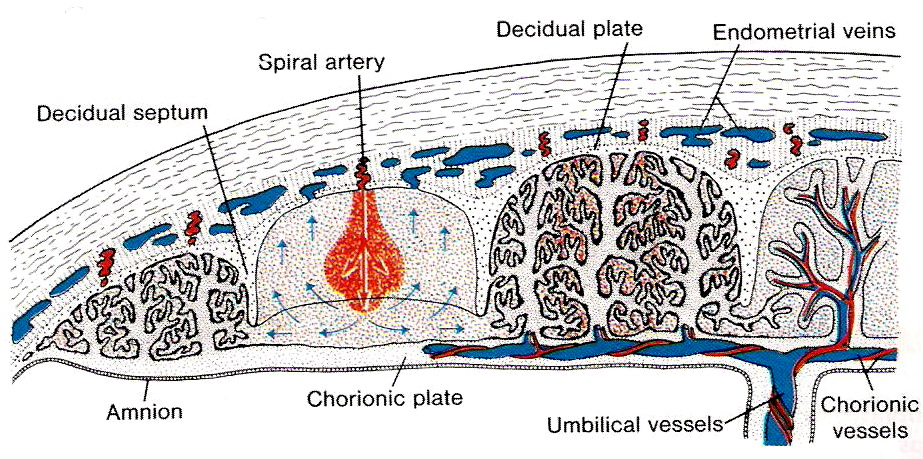 Decidual plate
Endometrial veins
Spiral artery
Decidual septum
Amnion
Chorionic plate
Umbilical vessels
Chorionic
vessels